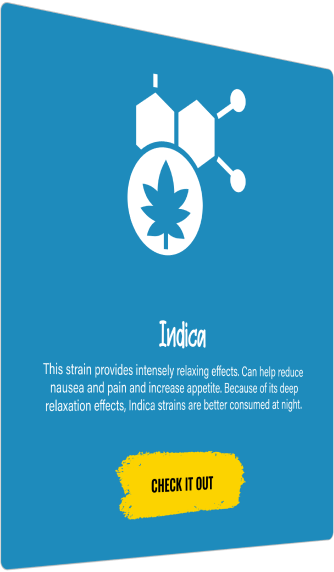 Indica
This strain provides intensely relaxing effects. Can help reduce
nausea and pain and increase appetite. Because of its deep
relaxation effects, Indica strains are better consumed at night.
CHECK IT OUT